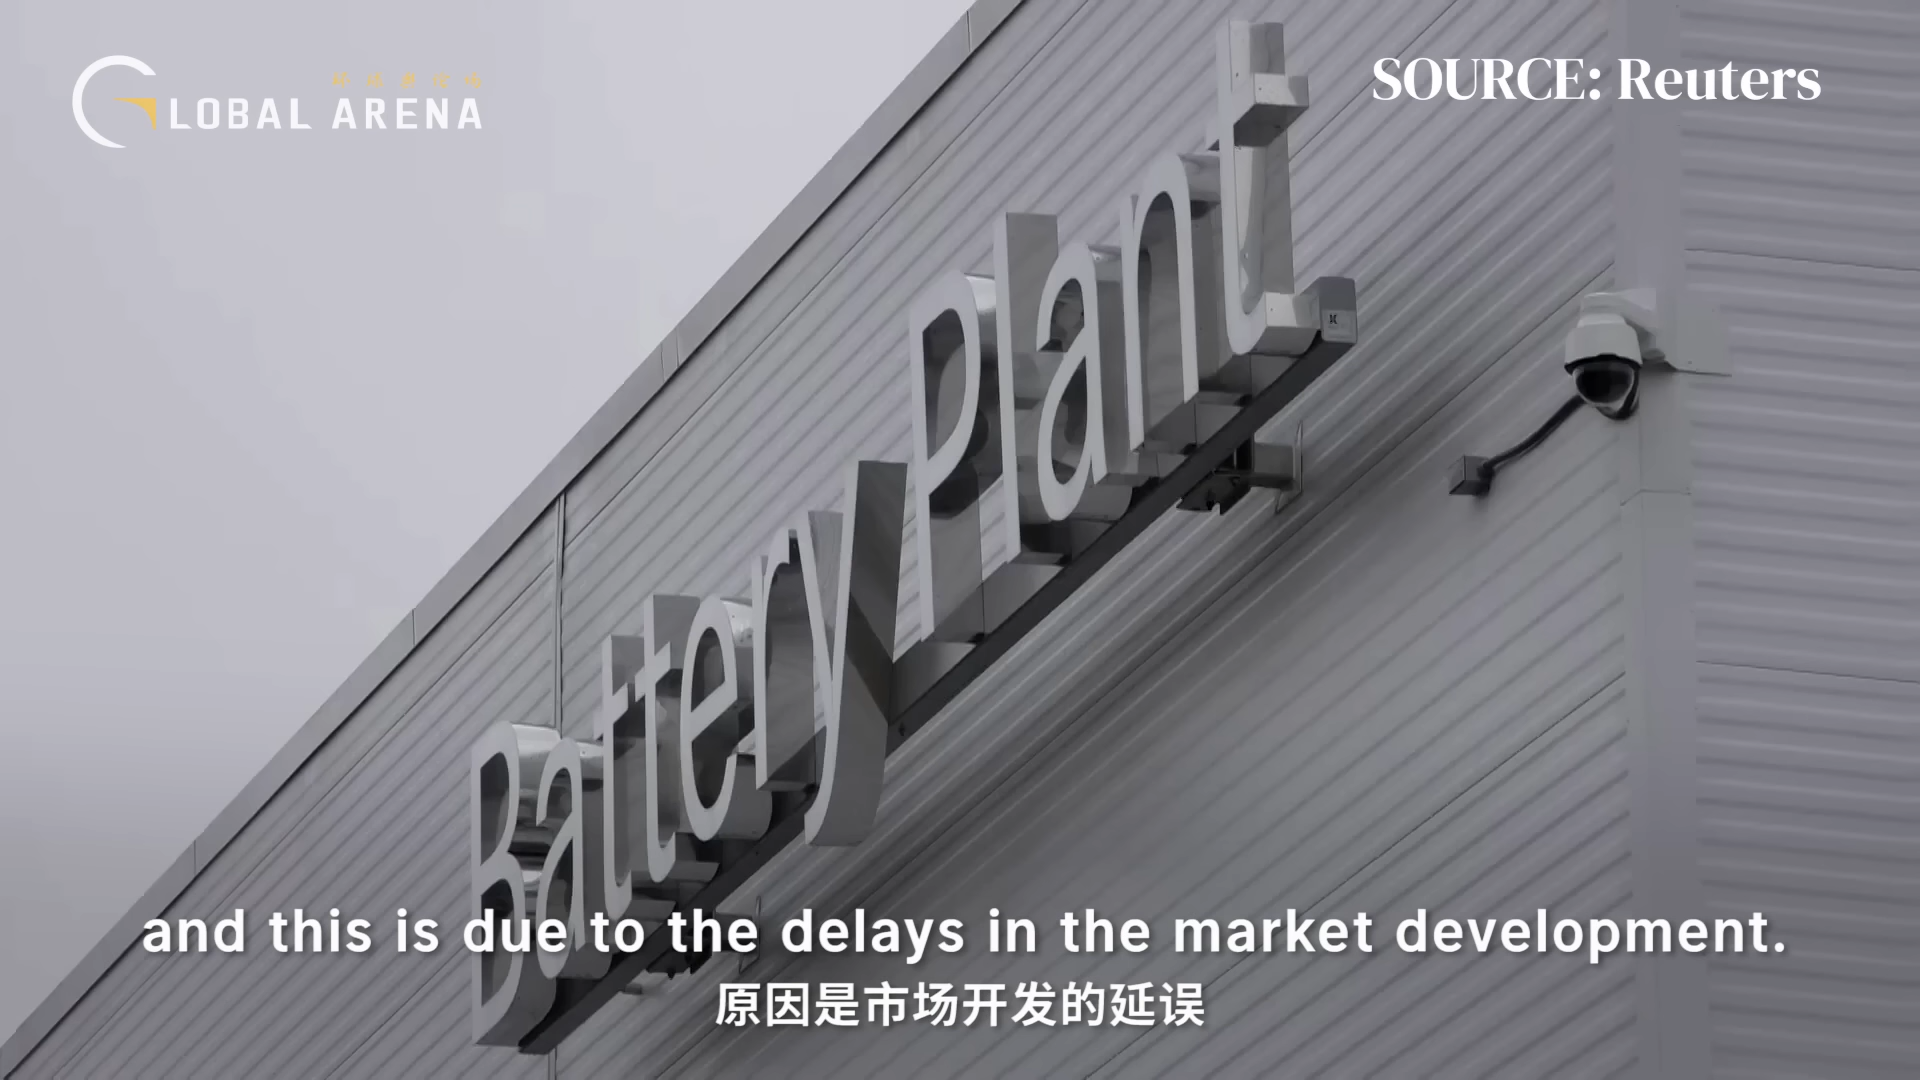 GLOBAL ARENA
SOURCE: Reuters
Battery Plant
and this is due to the delays in the market development.
原因是市场开发的延误